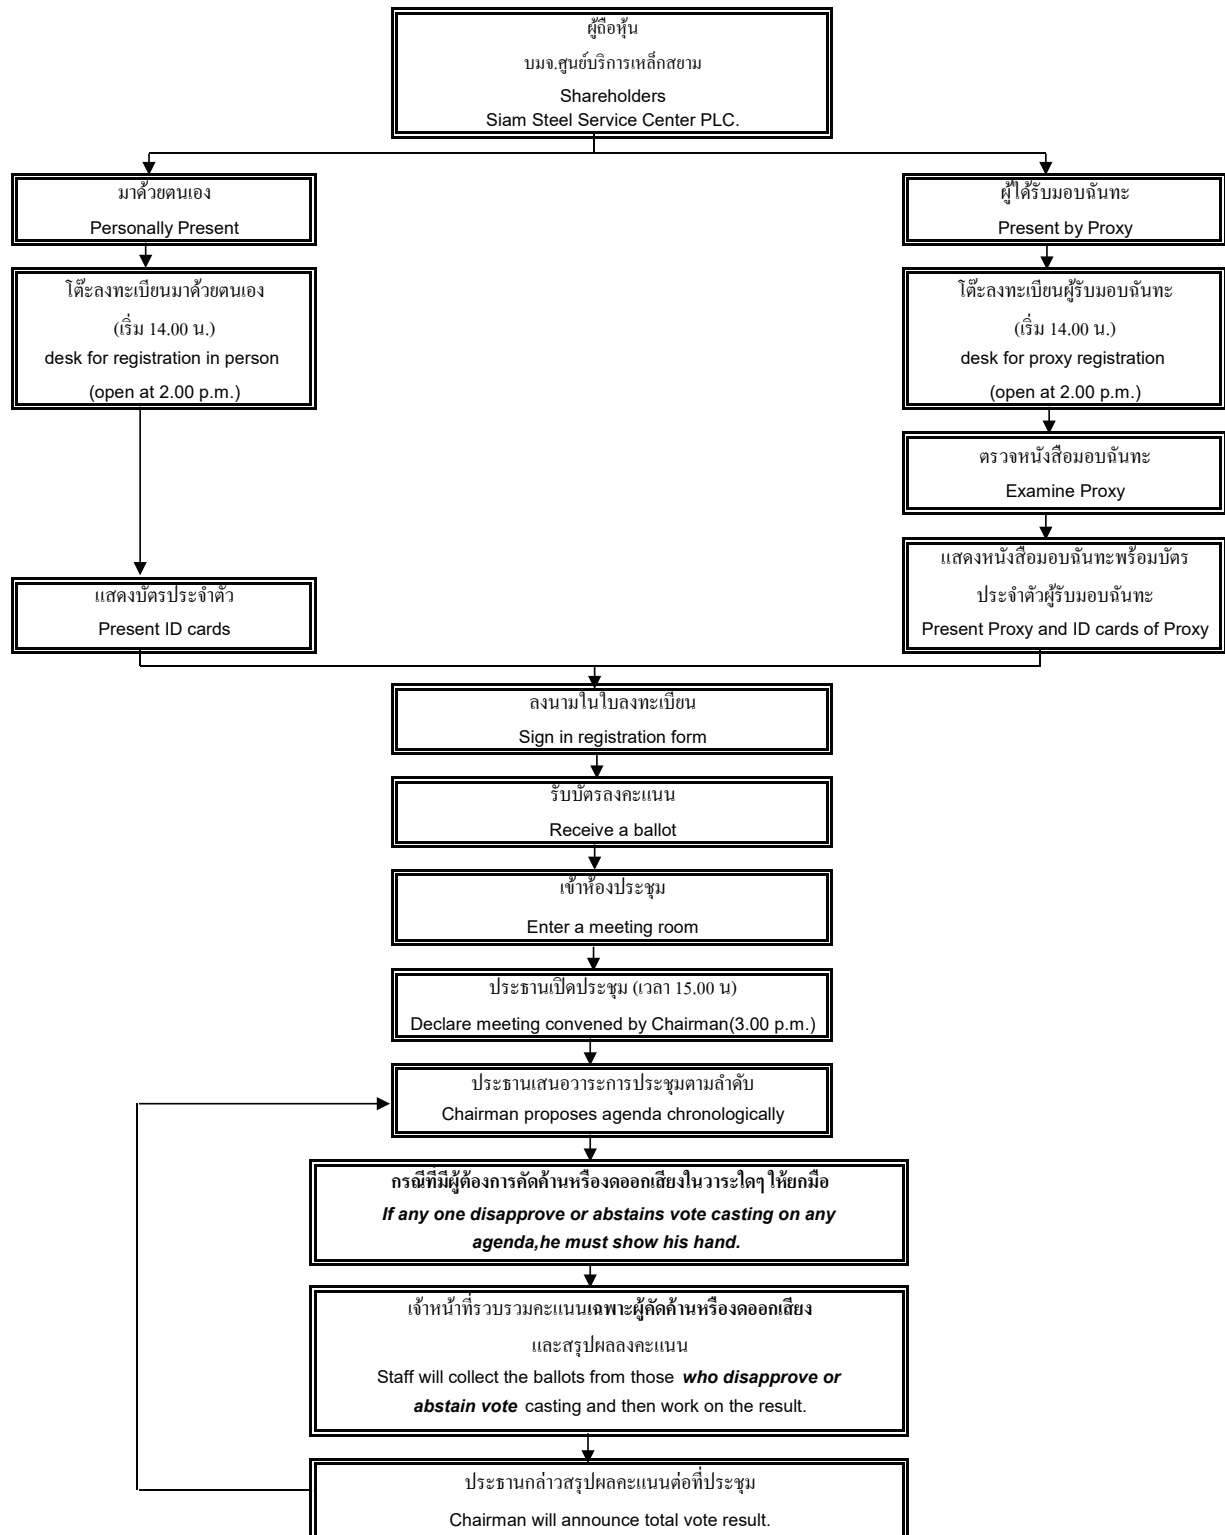 ผู้ถือหุ้น
บมจ.ศูนย์บริการเหล็กสยาม
Shareholders
Siam Steel Service Center PLC.
มาด้วยตนเอง
Personally Present
ผู้ได้รับมอบฉันทะ
Present by Proxy
โต๊ะลงทะเบียนมาด้วยตนเอง
(เริ่ม 14.00 น.)
desk for registration in person
(open at 2.00 p.m.)
โต๊ะลงทะเบียนผู้รับมอบฉันทะ
(เริ่ม 14.00 น.)
desk for proxy registration
(open at 2.00 p.m.)
ตรวจหนังสือมอบฉันทะ
Examine Proxy
แสดงบัตรประจำตัว
Present ID cards
แสดงหนังสือมอบฉันทะพร้อมบัตร
ประจำตัวผู้รับมอบฉันทะ
Present Proxy and ID cards of Proxy
ลงนามในใบลงทะเบียน
Sign in registration form
รับบัตรลงคะแนน
Receive a ballot
เข้าห้องประชุม
Enter a meeting room
ประธานเปิดประชุม (เวลา 15.00 น)
Declare meeting convened by Chairman(3.00 p.m.)
ประธานเสนอวาระการประชุมตามลำดับ
Chairman proposes agenda chronologically
กรณีที่มีผู้ต้องการคัดค้านหรืองดออกเสียงในวาระใดๆ ให้ยกมือ
If any one disapprove or abstains vote casting on any
agenda,he must show his hand.
เจ้าหน้าที่รวบรวมคะแนนเฉพาะผู้คัดค้านหรืองดออกเสียง
และสรุปผลลงคะแนน
Staff will collect the ballots from those who disapprove or
abstain vote casting and then work on the result.
ประธานกล่าวสรุปผลคะแนนต่อที่ประชุม
Chairman will announce total vote result.